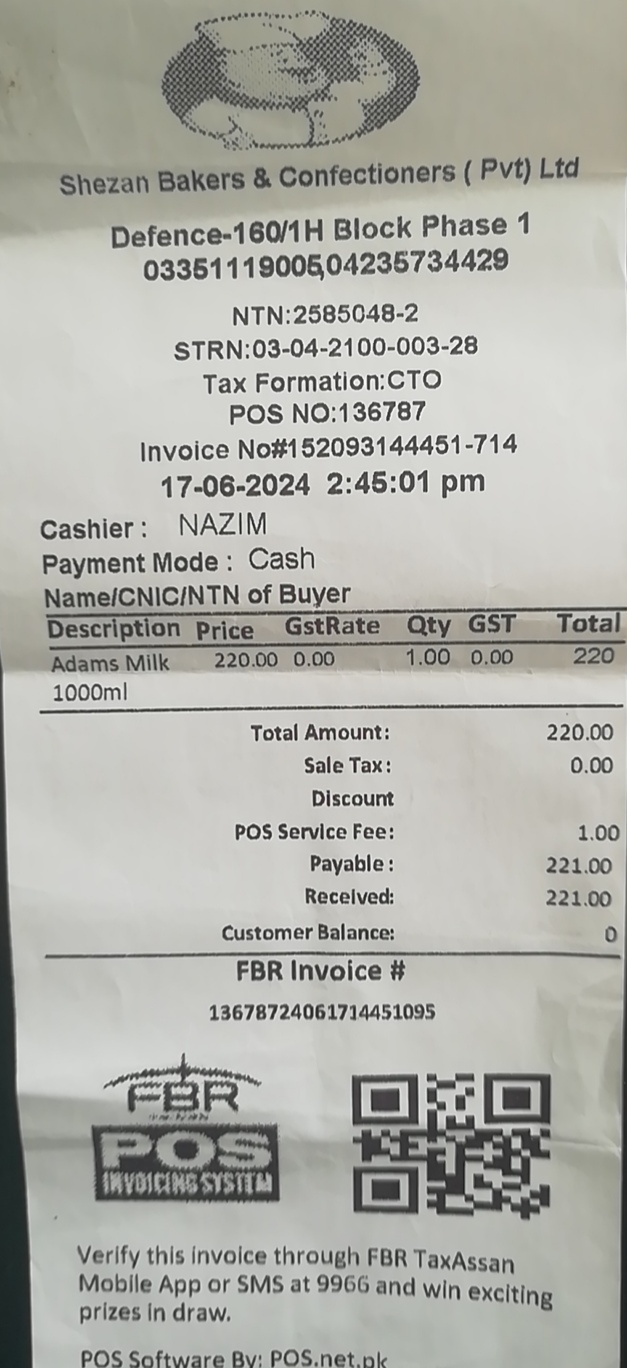 Shezan Bakers & Confectioners ( Pvt) Ltd
Defence-160/1H Block Phase 1
03351119005,04235734429
NTN:2585048-2
STRN:03-04-2100-003-28
Tax Formation:CTO
POS NO:136787
Invoice No#152093144451-714
17-06-2024 2:45:01 pm
Cashier : NAZIM
Payment Mode : Cash
Name/CNIC/NTN of Buyer
Description Price GstRate Qty GST Total
Adams Milk 220.00 0.00 1.00 0.00 220
1000ml
Total Amount: 220.00
Sale Tax: 0.00
Discount
POS Service Fee: 1.00
Payable : 221.00
Received: 221.00
Customer Balance: 0
FBR Invoice #
13678724061714451095
FBR
POS
INVOICING SYSTEM
Verify this invoice through FBR TaxAssan
Mobile App or SMS at 9966 and win exciting
prizes in draw.
POS Software By: POS.net.pk